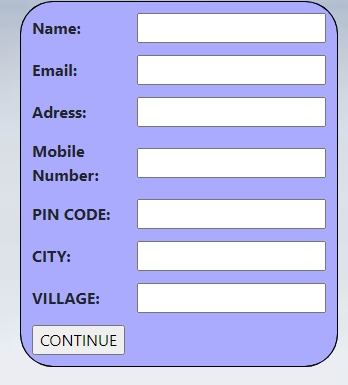 Name:
Email:
Adress:
Mobile
Number:
PIN CODE:
CITY:
VILLAGE:
CONTINUE